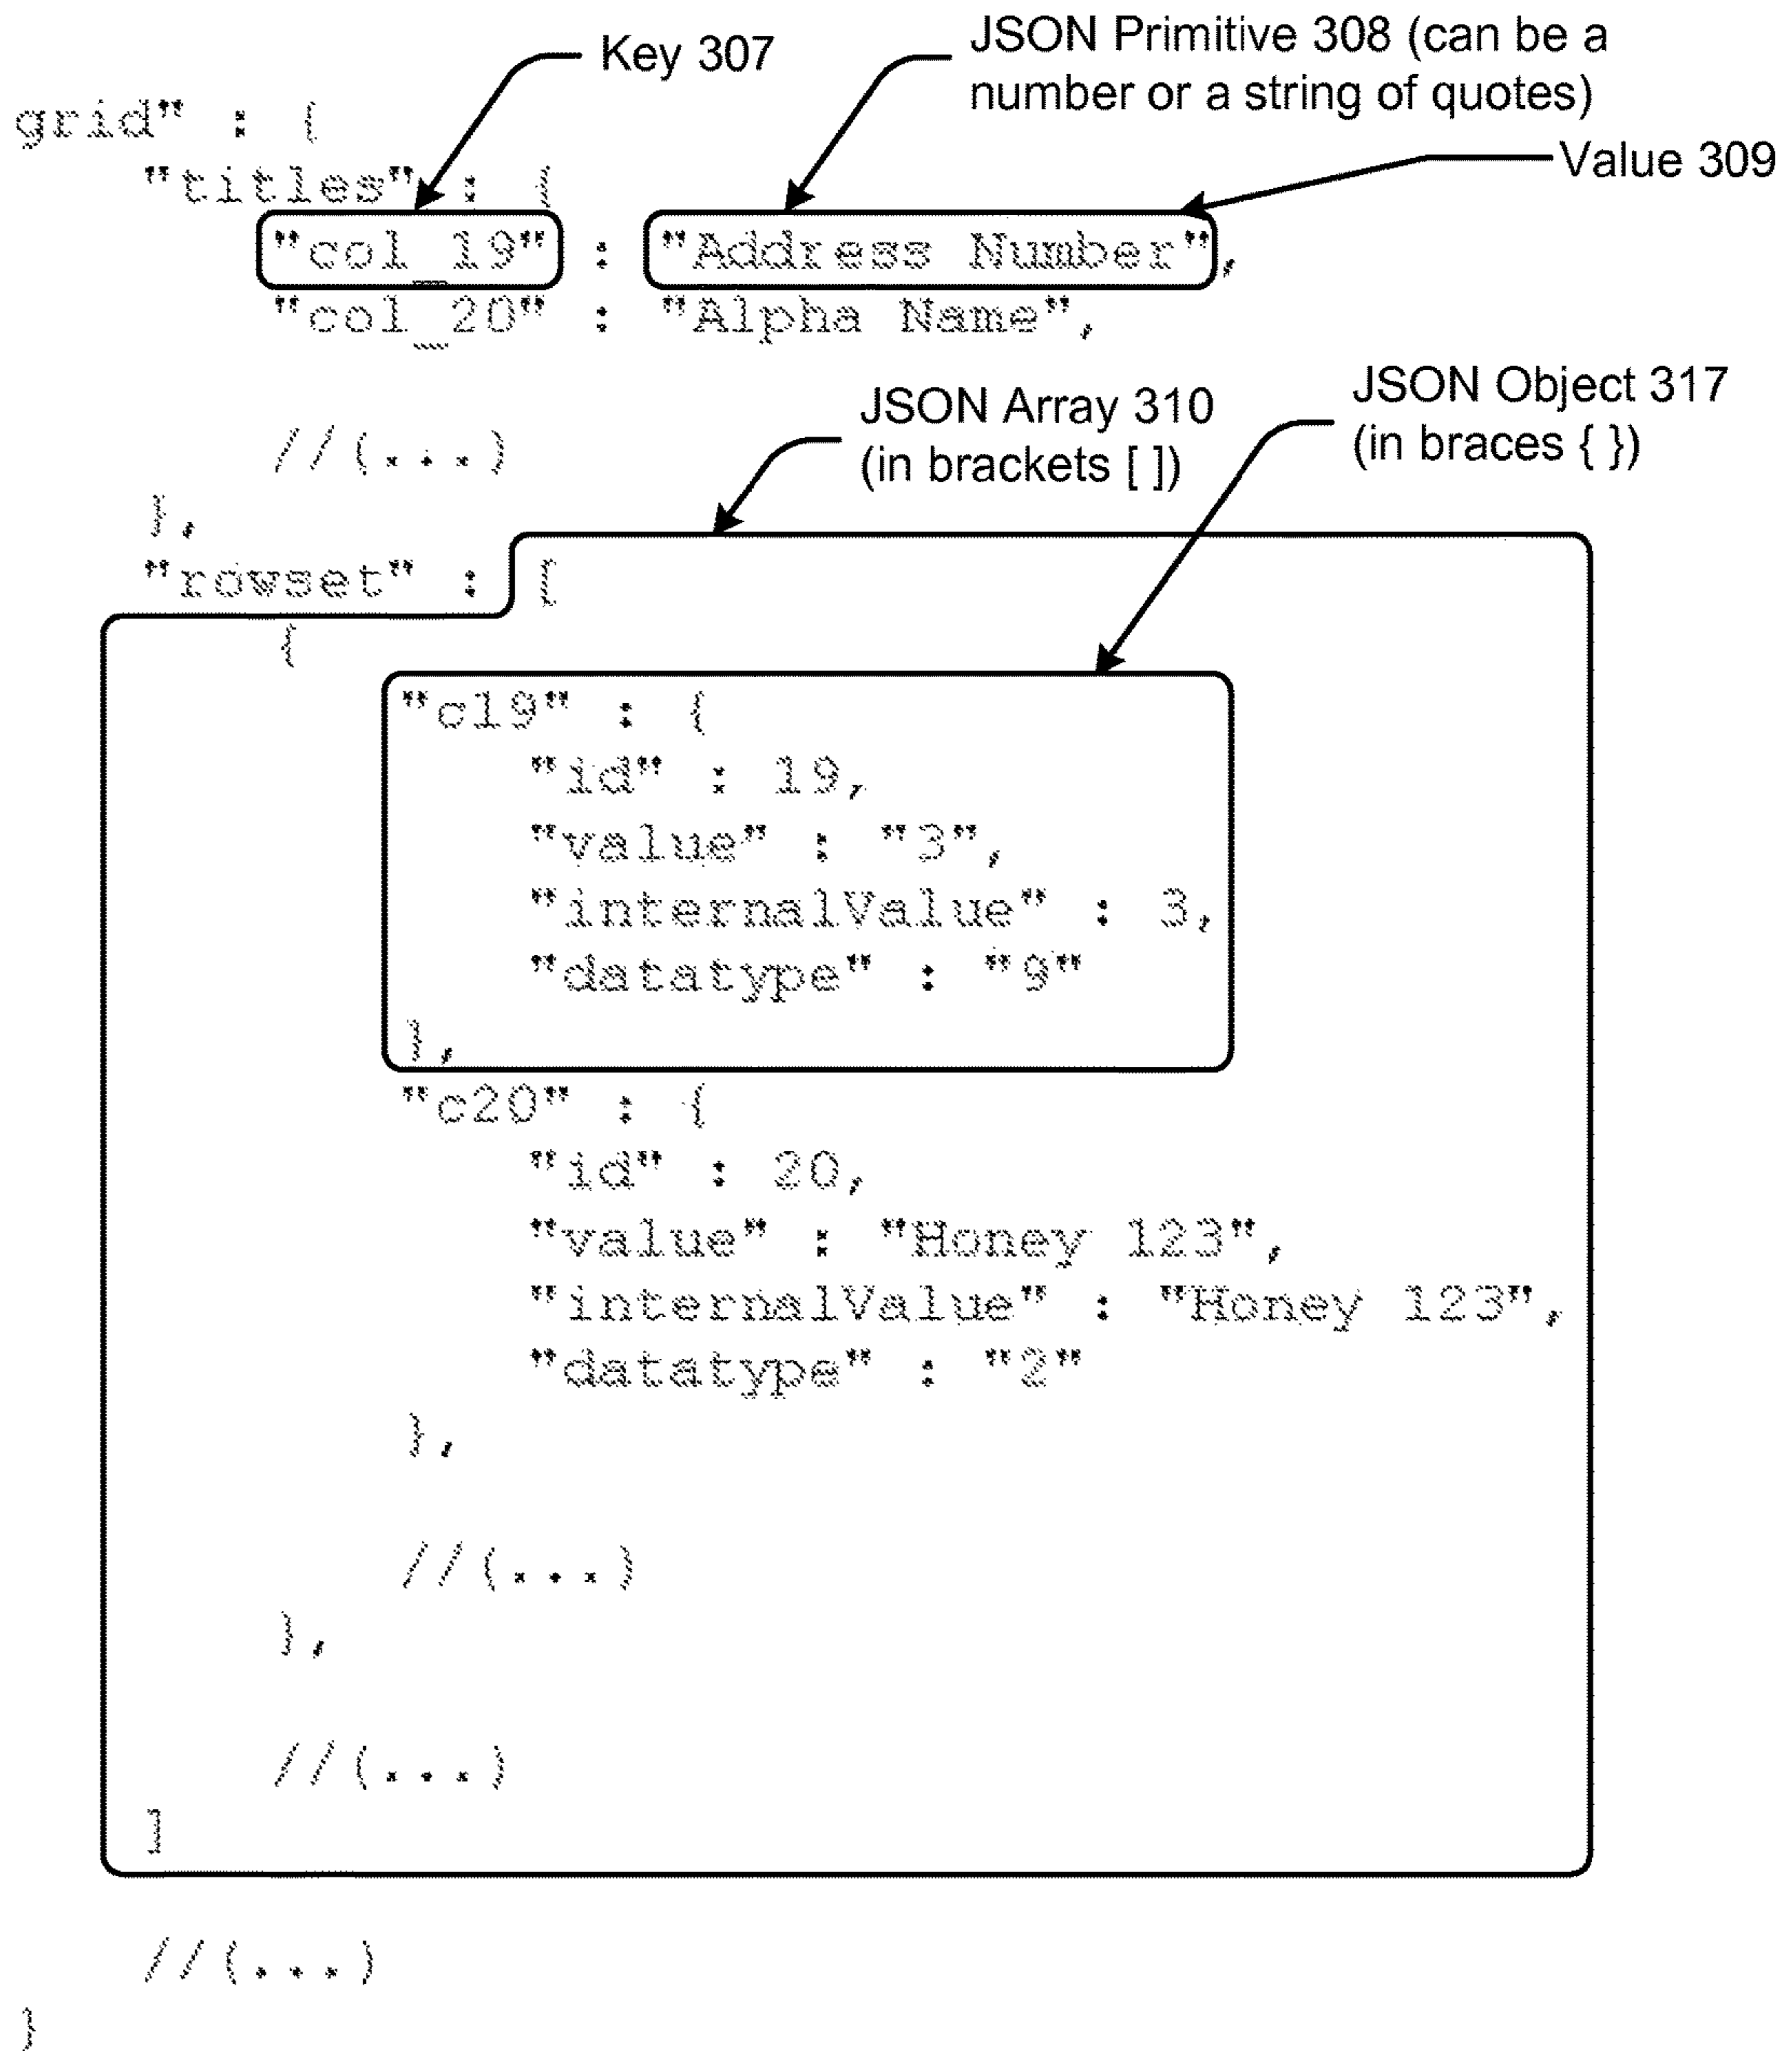 Key 307
JSON Primitive 308 (can be a
number or a string of quotes)
grid" : {
Value 309
"titles" : {
"col_19" : "Address Number",
"col_20" : "Alpha Name",
JSON Array 310
(in brackets [ ])
JSON Object 317
(in braces { })
//(...)
},
"rowset" : [
{
"c19" : {
"id" : 19,
"value" : "3",
"internalValue" : 3,
"datatype" : "9"
},
"c20" : {
"id" : 20,
"value" : "Honey 123",
"internalValue" : "Honey 123",
"datatype" : "2"
},
//(...)
},
//(...)
]
//(...)
}